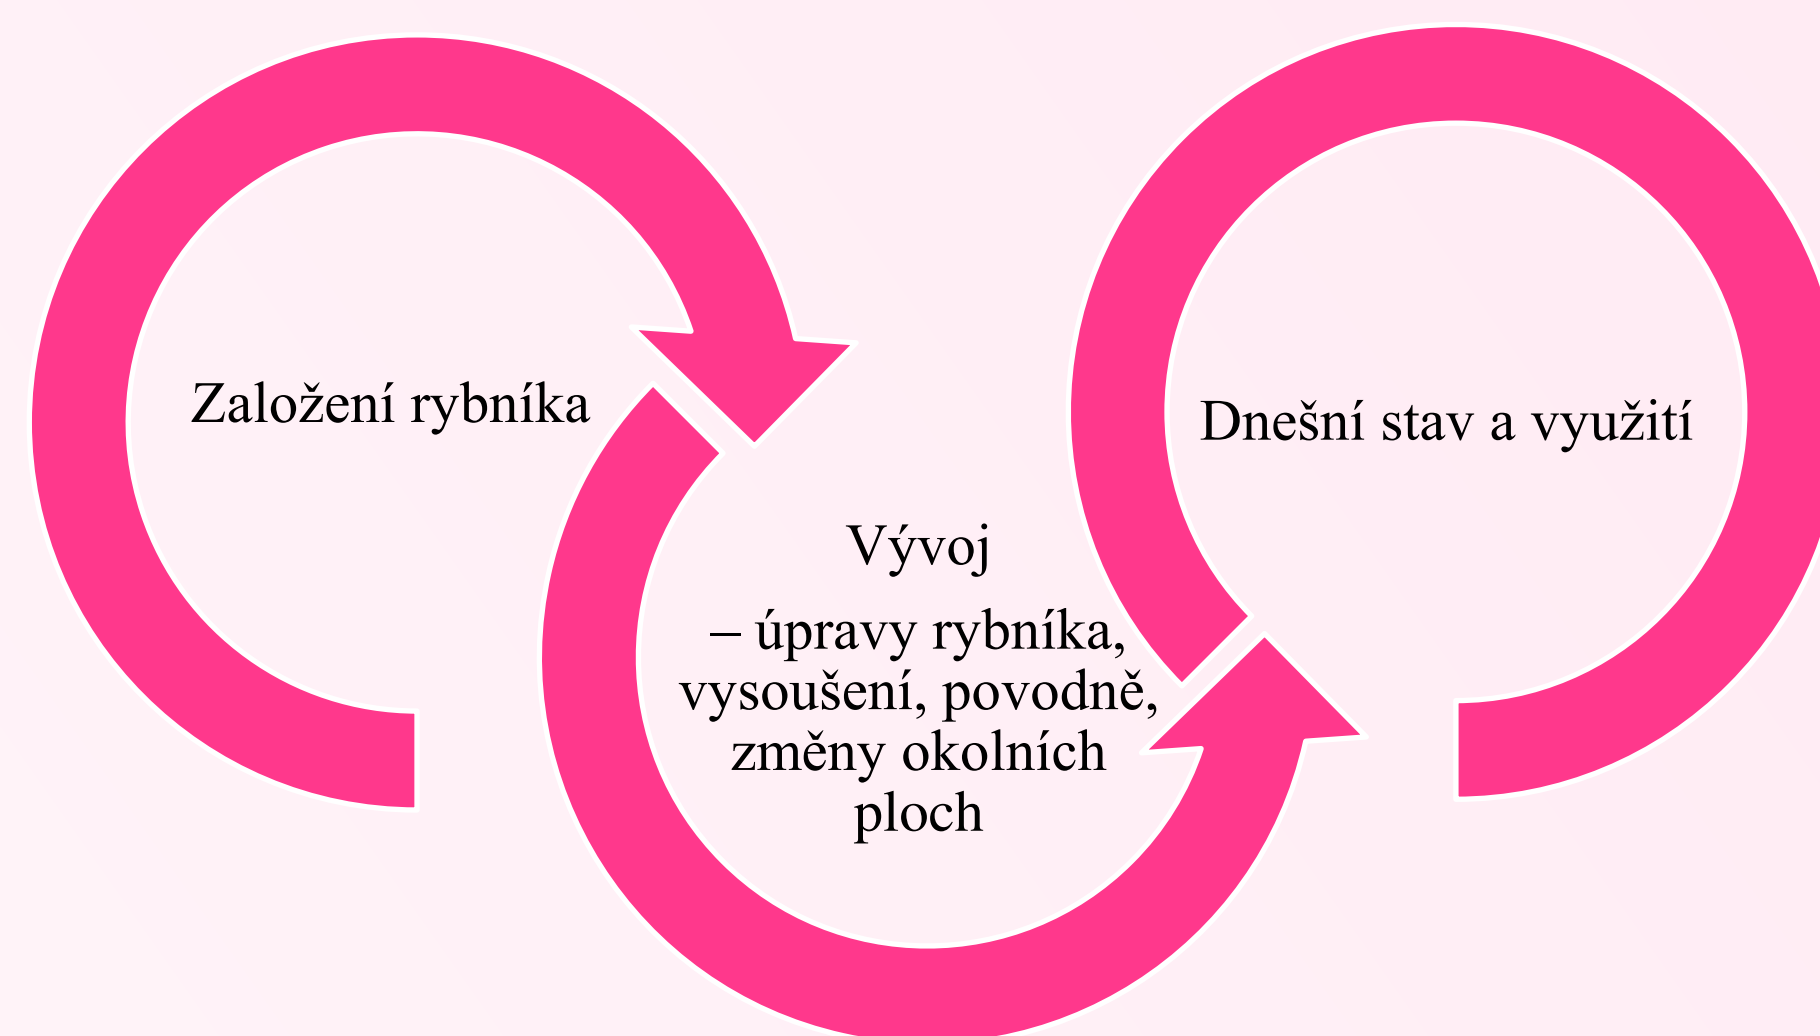 Založení rybníka
Vývoj
– úpravy rybníka,
vysoušení, povodně,
změny okolních
ploch
Dnešní stav a využití